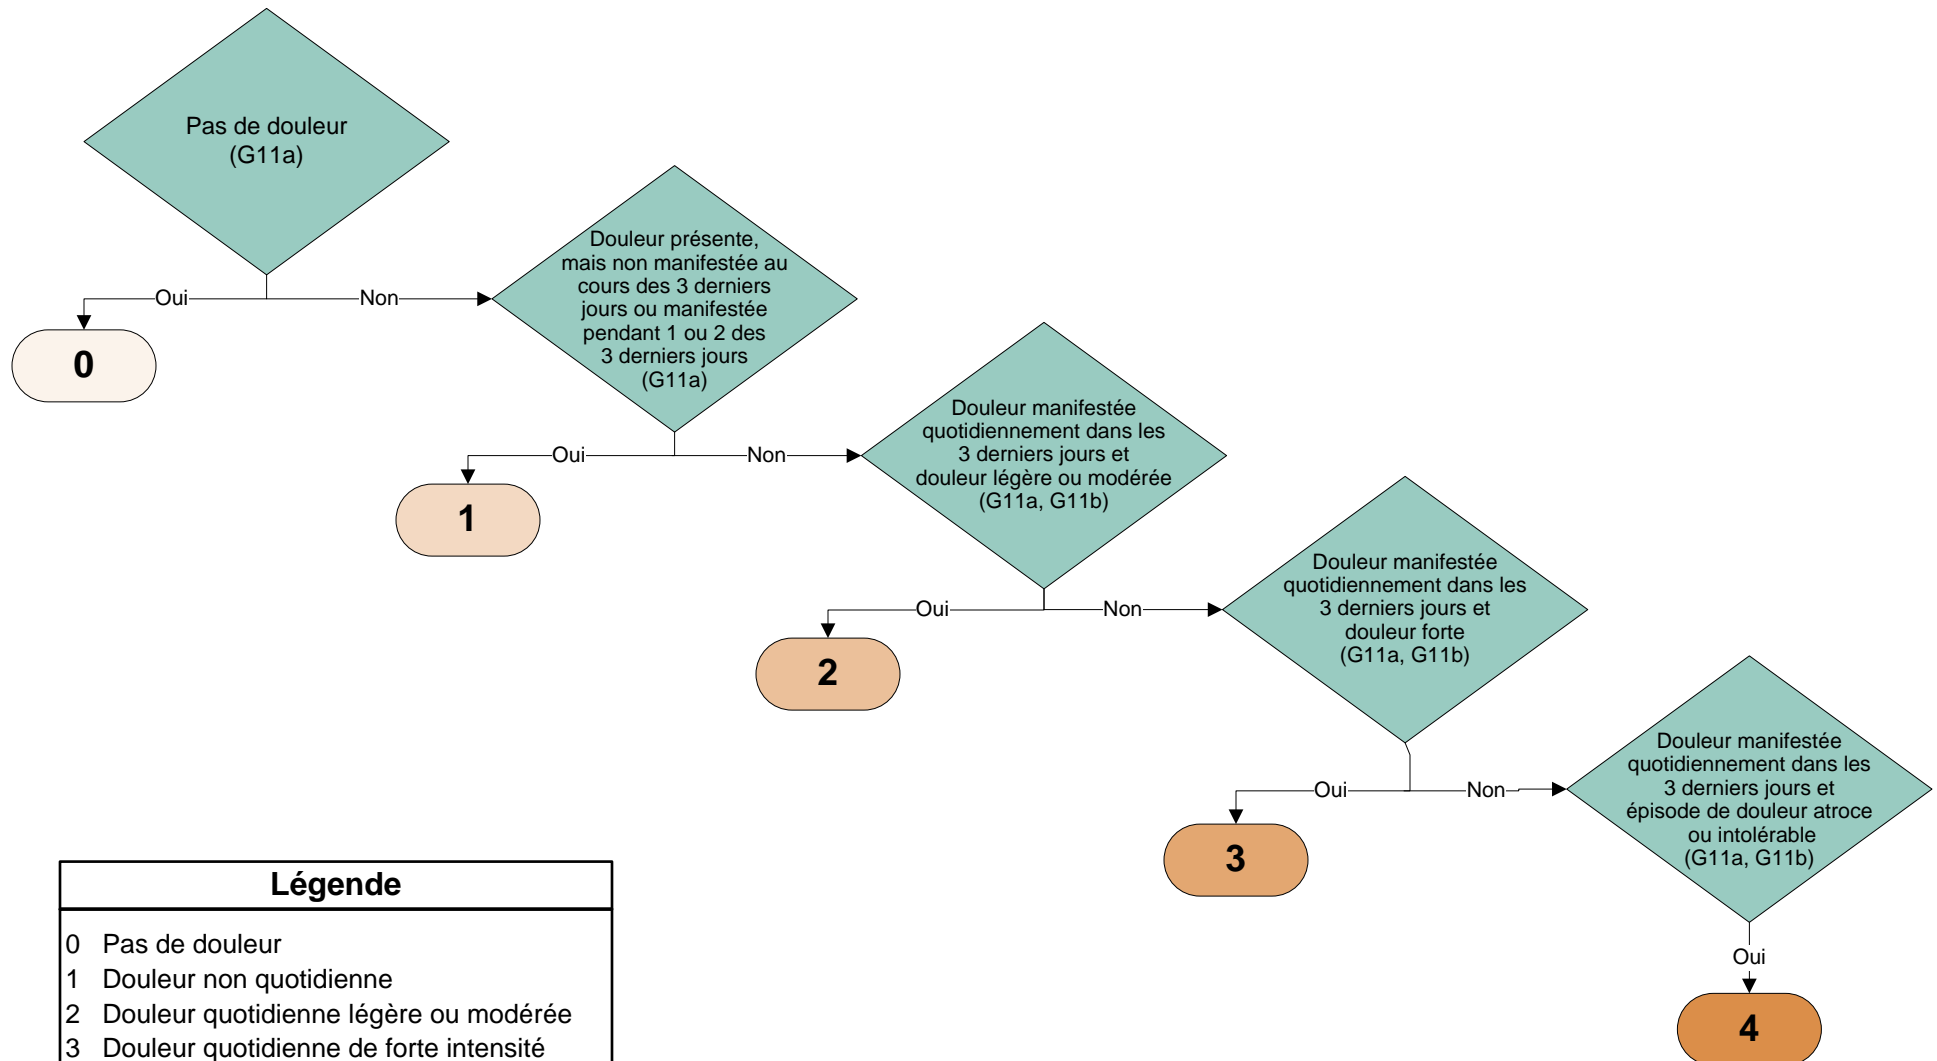 Pas de douleur
(G11a)
Oui
Non
0
Douleur présente,
mais non manifestée au
cours des 3 derniers
jours ou manifestée
pendant 1 ou 2 des
3 derniers jours
(G11a)
Oui
Non
1
Douleur manifestée
quotidiennement dans les
3 derniers jours et
douleur légère ou modérée
(G11a, G11b)
Oui
Non
2
Douleur manifestée
quotidiennement dans les
3 derniers jours et
douleur forte
(G11a, G11b)
Oui
Non
3
Douleur manifestée
quotidiennement dans les
3 derniers jours et
épisode de douleur atroce
ou intolérable
(G11a, G11b)
Oui
4
Légende
0 Pas de douleur
1 Douleur non quotidienne
2 Douleur quotidienne légère ou modérée
3 Douleur quotidienne de forte intensité